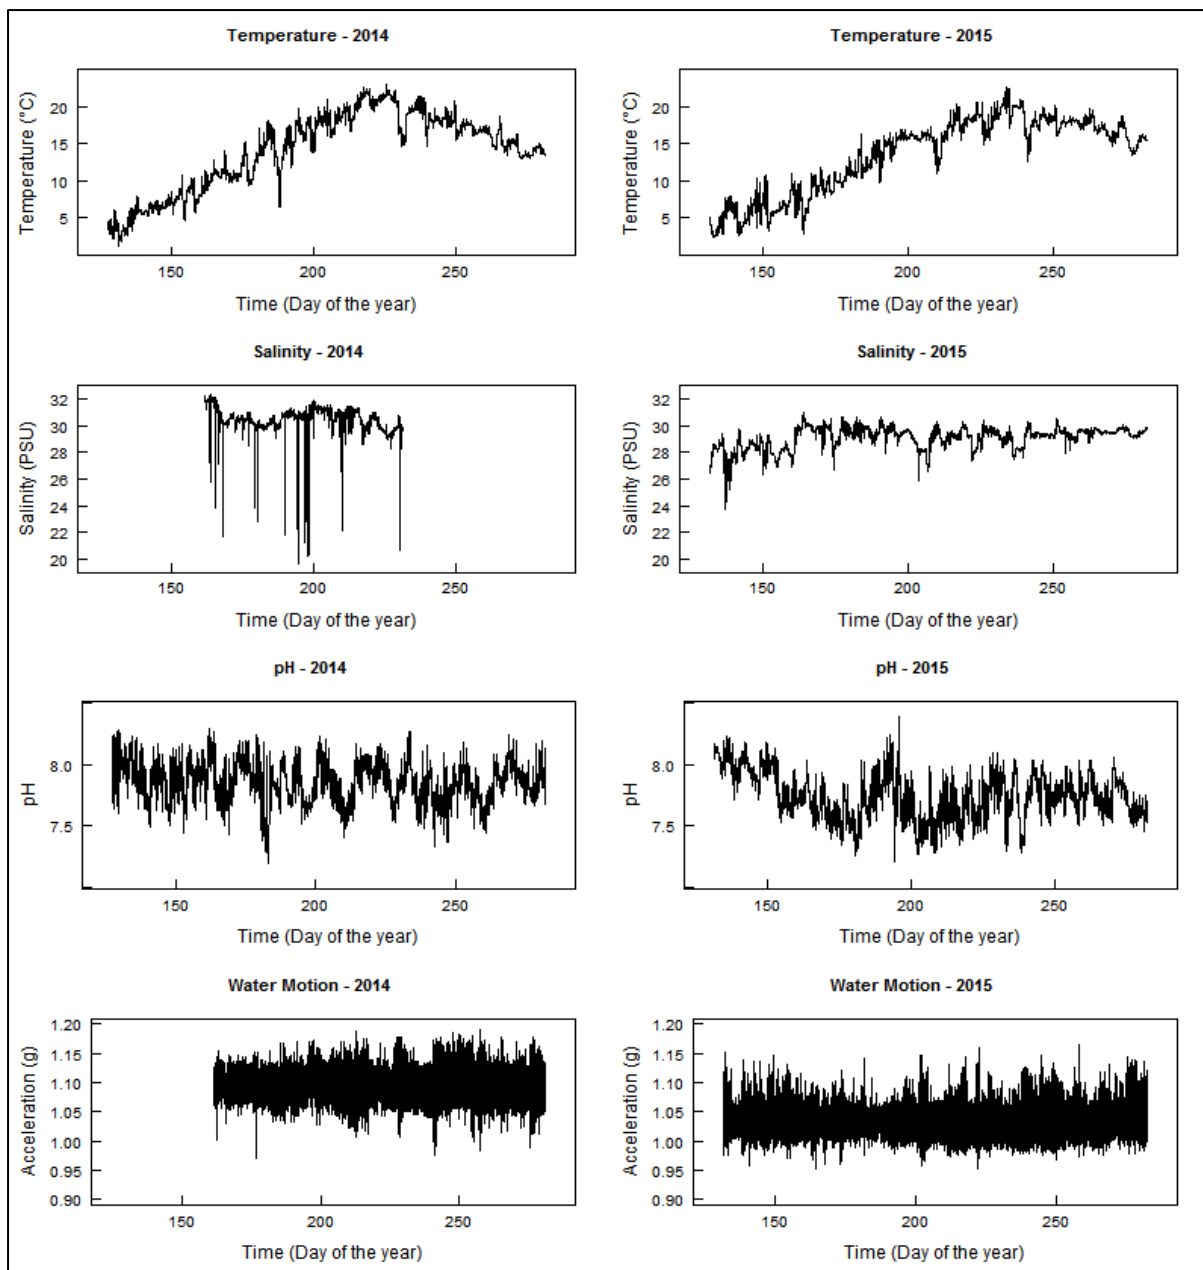 Temperature - 2014
Temperature (°C)
20
15
10
5
150 200 250
Time (Day of the year)
Temperature - 2015
Temperature (°C)
20
15
10
5
150 200 250
Time (Day of the year)
Salinity - 2014
Salinity (PSU)
32
30
28
26
24
22
20
150 200 250
Time (Day of the year)
Salinity - 2015
Salinity (PSU)
32
30
28
26
24
22
20
150 200 250
Time (Day of the year)
pH - 2014
pH
8.0
7.5
150 200 250
Time (Day of the year)
pH - 2015
pH
8.0
7.5
150 200 250
Time (Day of the year)
Water Motion - 2014
Acceleration (g)
1.20
1.15
1.10
1.05
1.00
0.95
0.90
150 200 250
Time (Day of the year)
Water Motion - 2015
Acceleration (g)
1.20
1.15
1.10
1.05
1.00
0.95
0.90
150 200 250
Time (Day of the year)